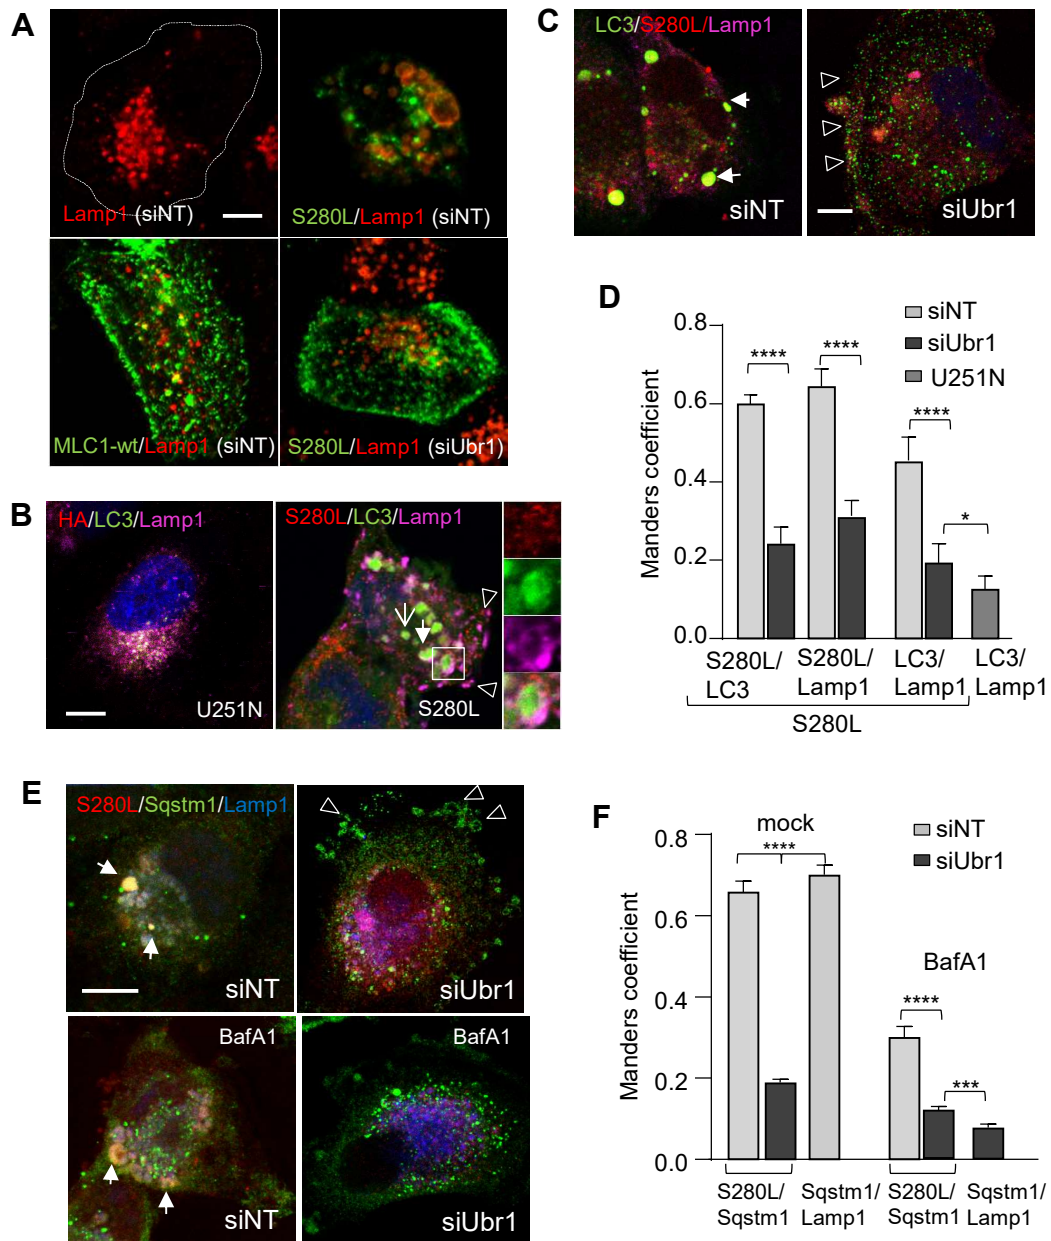 A
Lamp1 (siNT)
S280L/Lamp1 (siNT)
MLC1-wt/Lamp1 (siNT)
S280L/Lamp1 (siUbr1)
B
HA/LC3/Lamp1
U251N
S280L/LC3/Lamp1
S280L
C
LC3/S280L/Lamp1
siNT
siUbr1
D
siNT
siUbr1
U251N
Manders coefficient
0.8
0.6
0.4
0.2
0.0
****
****
****
*
S280L/
LC3
S280L/
Lamp1
LC3/
Lamp1
LC3/
Lamp1
S280L
E
S280L/Sqstm1/Lamp1
siNT
siUbr1
BafA1
siNT
BafA1
siUbr1
F
mock
siNT
siUbr1
BafA1
Manders coefficient
0.8
0.6
0.4
0.2
0.0
****
****
***
S280L/
Sqstm1
Sqstm1/
Lamp1
S280L/
Sqstm1
Sqstm1/
Lamp1